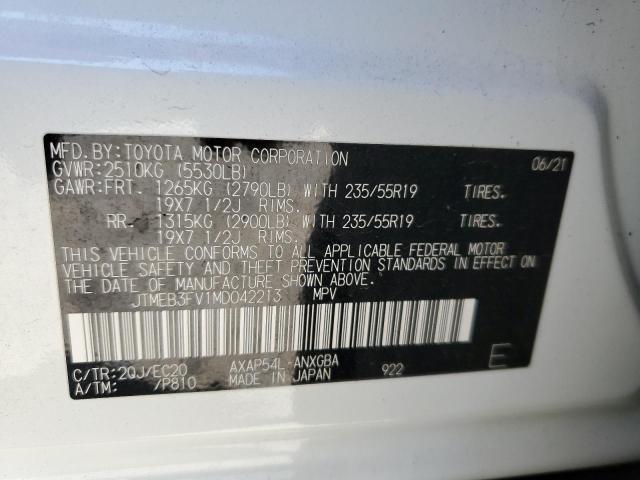 MFD.BY:TOYOTA MOTOR CORPORATION 06/21
GVWR:2510KG (5530LB)
GAWR:FRT. 1265KG (2790LB) WITH 235/55R19 TIRES.
19X7 1/2J RIMS.
RR. 1315KG (2900LB) WITH 235/55R19 TIRES.
19X7 1/2J RIMS.
THIS VEHICLE CONFORMS TO ALL APPLICABLE FEDERAL MOTOR
VEHICLE SAFETY AND THEFT PREVENTION STANDARDS IN EFFECT ON
THE DATE OF MANUFACTURE SHOWN ABOVE.
JTMEB3FV1MD042213 MPV
C/TR:2QJ/EC20 AXAP54L-ANXGBA 922 E
A/TM: /P810 MADE IN JAPAN